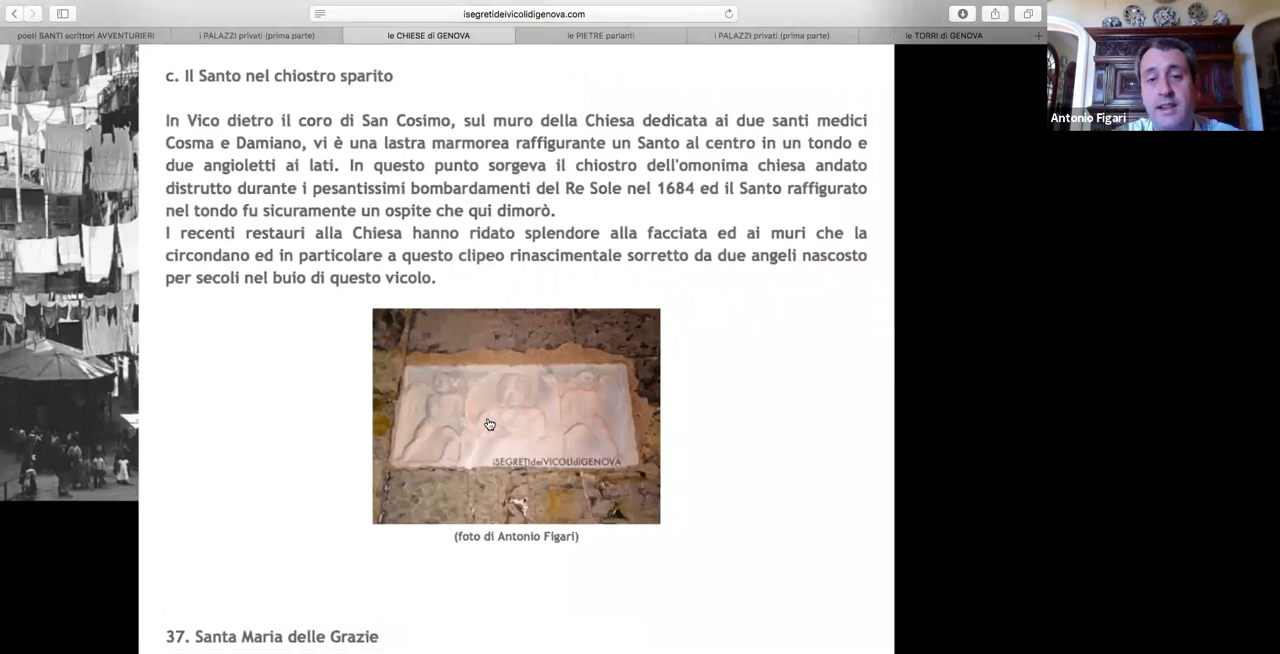 isegretideivicolidigenova.com
poeti SANTI scrittori AVVENTURIERI
i PALAZZI privati (prima parte)
le CHIESE di GENOVA
le PIETRE parlanti
i PALAZZI privati (prima parte)
le TORRI di GENOVA
c. Il Santo nel chiostro sparito
In Vico dietro il coro di San Cosimo, sul muro della Chiesa dedicata ai due santi medici
Cosma e Damiano, vi è una lastra marmorea raffigurante un Santo al centro in un tondo e
due angioletti ai lati. In questo punto sorgeva il chiostro dell'omonima chiesa andato
distrutto durante i pesantissimi bombardamenti del Re Sole nel 1684 ed il Santo raffigurato
nel tondo fu sicuramente un ospite che qui dimorò.
I recenti restauri alla Chiesa hanno ridato splendore alla facciata ed ai muri che la
circondano ed in particolare a questo clipeo rinascimentale sorretto da due angeli nascosto
per secoli nel buio di questo vicolo.
iSEGRETIdeiVICOLIdiGENOVA
(foto di Antonio Figari)
37. Santa Maria delle Grazie
Antonio Figari